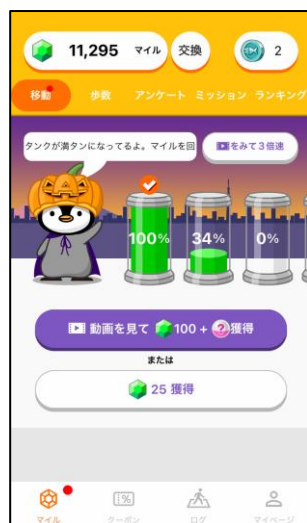 11,295 マイル 交換 2
移動 歩数 アンケート ミッション ランキング
タンクが満タンになってるよ。マイルを回
をみて3倍速
100% 34% 0%
動画を見て 100 + ? 獲得
または
25 獲得
マイル クーポン ログ マイページ